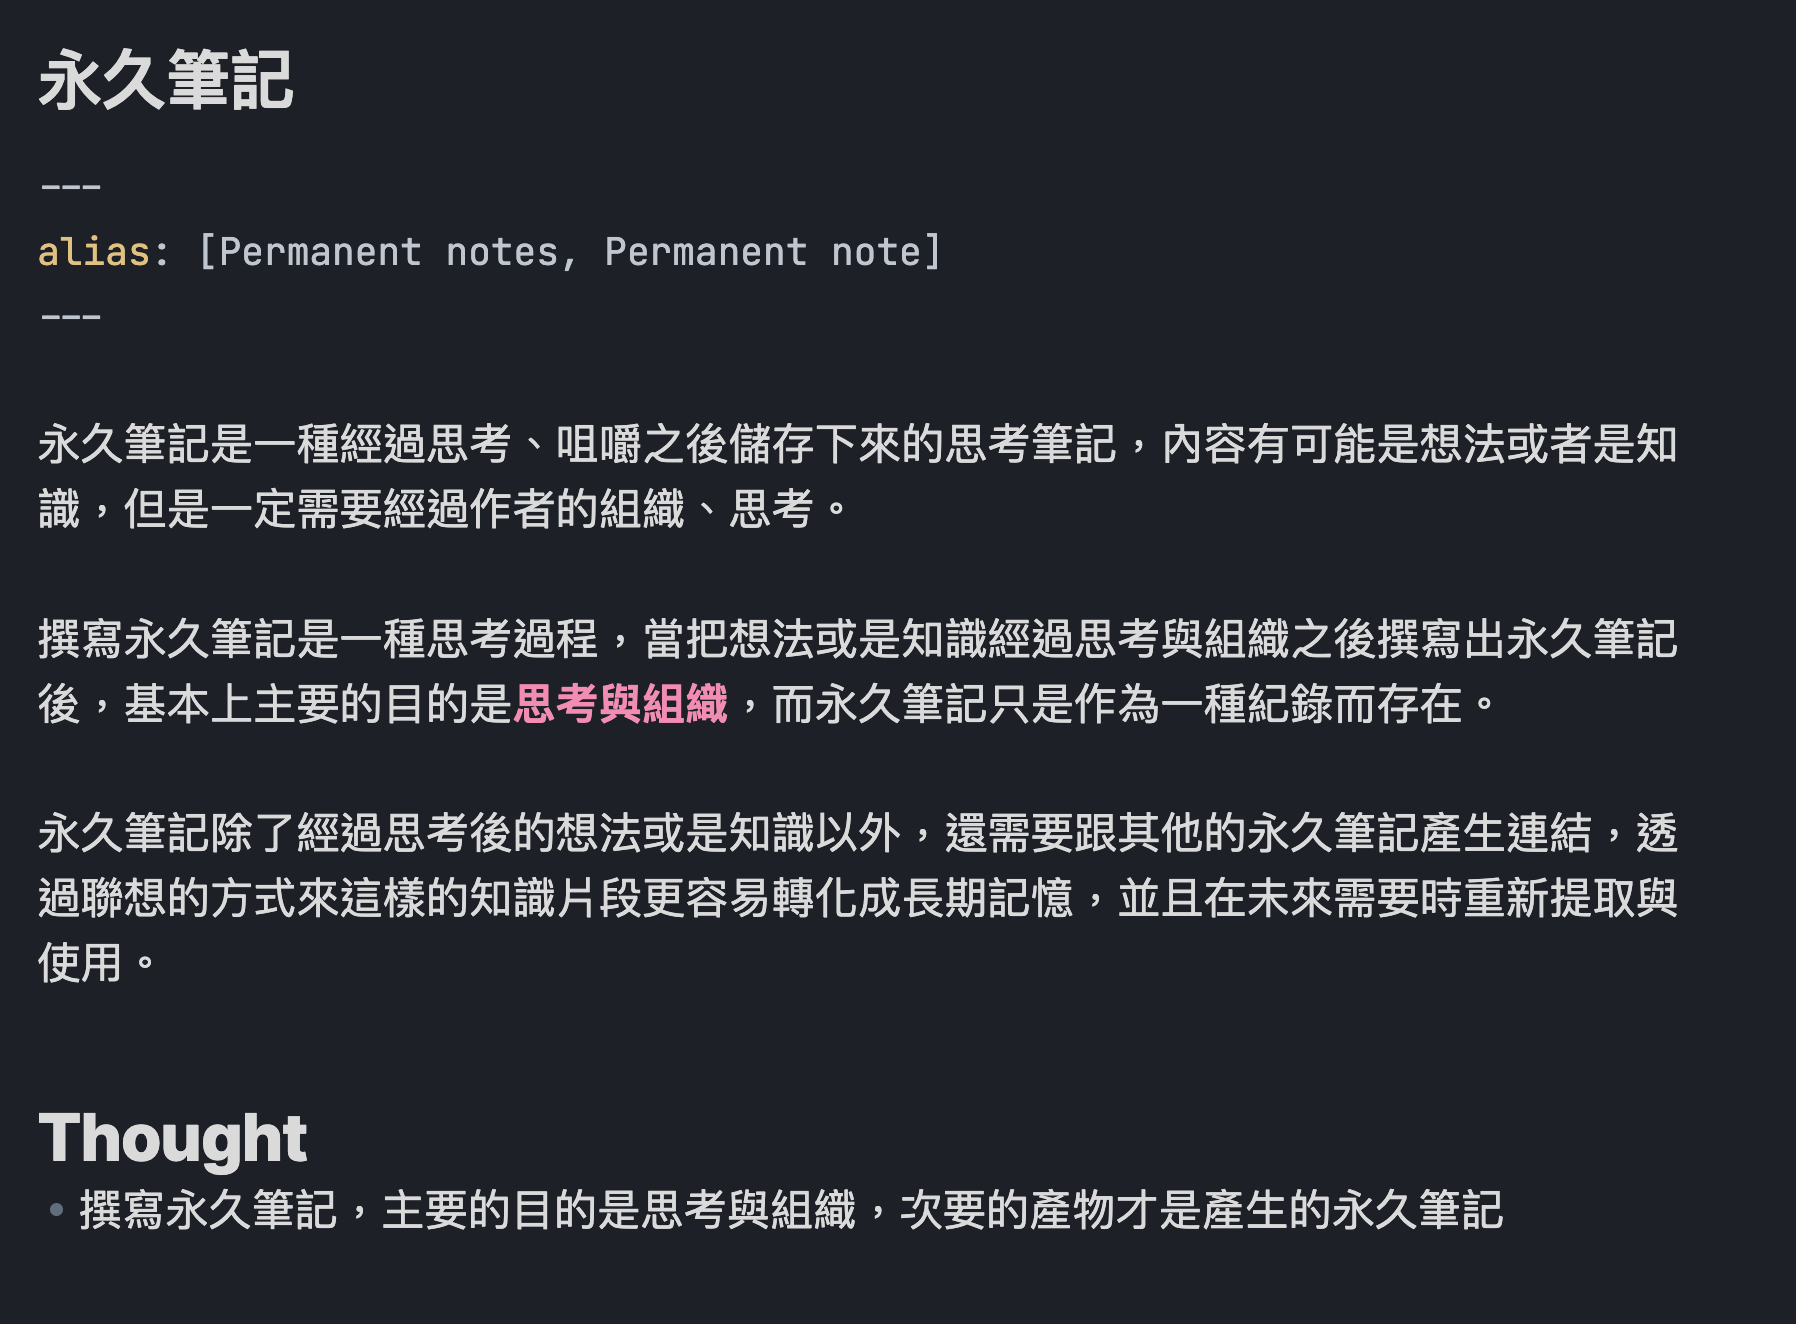 永久筆記
---
alias: [Permanent notes, Permanent note]
---
永久筆記是一種經過思考、咀嚼之後儲存下來的思考筆記，內容有可能是想法或者是知
識，但是一定需要經過作者的組織、思考。
撰寫永久筆記是一種思考過程，當把想法或是知識經過思考與組織之後撰寫出永久筆記
後，基本上主要的目的是思考與組織，而永久筆記只是作為一種紀錄而存在。
永久筆記除了經過思考後的想法或是知識以外，還需要跟其他的永久筆記產生連結，透
過聯想的方式來這樣的知識片段更容易轉化成長期記憶，並且在未來需要時重新提取與
使用。
Thought
• 撰寫永久筆記，主要的目的是思考與組織，次要的產物才是產生的永久筆記